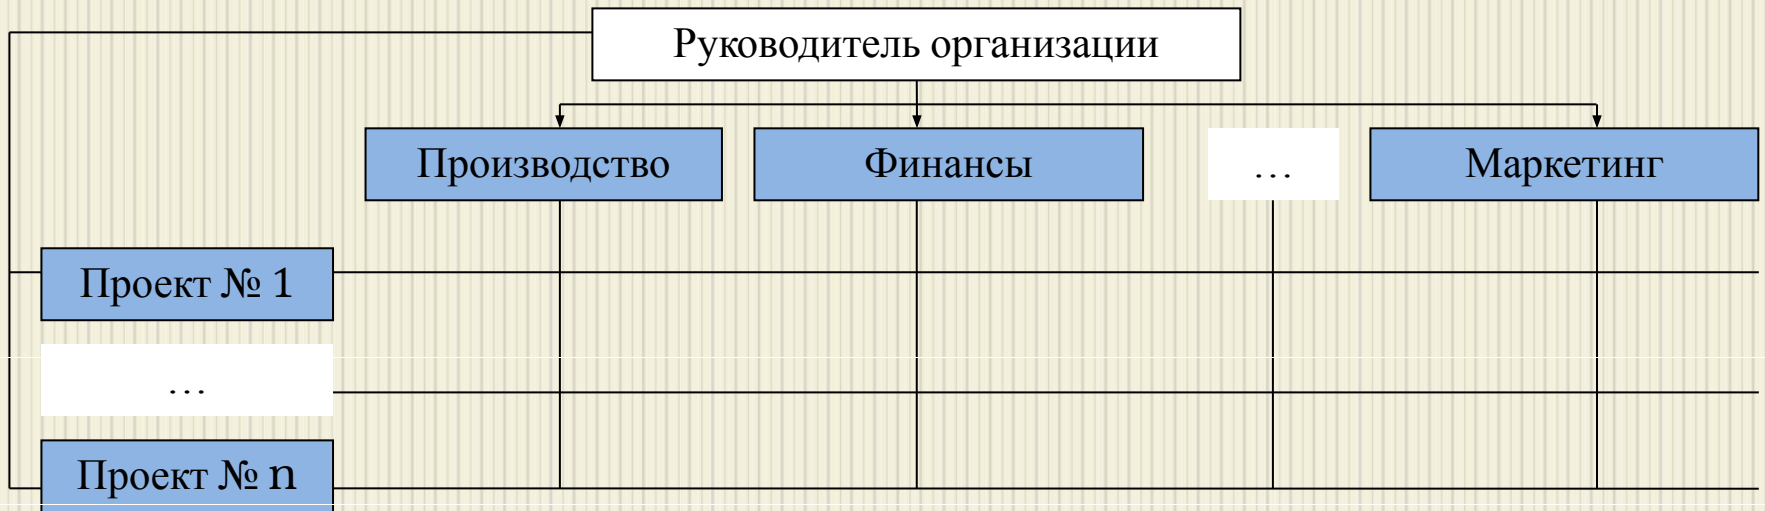 Руководитель организации
Производство
Финансы
…
Маркетинг
Проект № 1
…
Проект № n